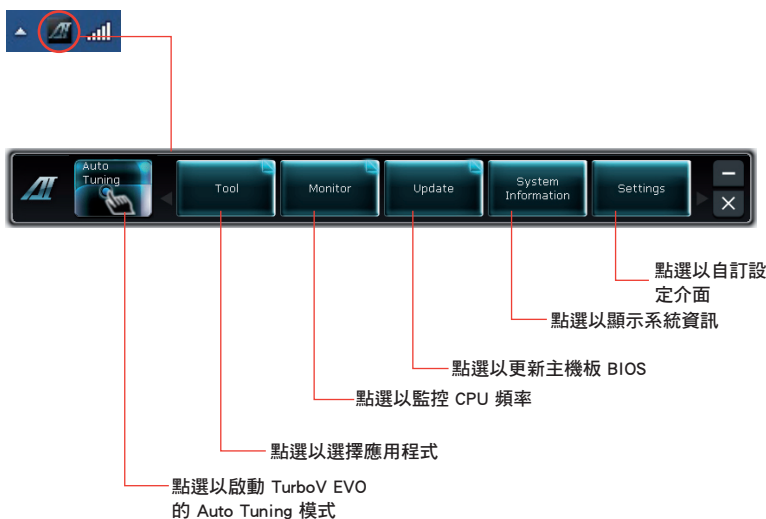 Auto
Tuning
Tool
Monitor
Update
System
Information
Settings
點選以自訂設
定介面
點選以顯示系統資訊
點選以更新主機板 BIOS
點選以監控 CPU 頻率
點選以選擇應用程式
點選以啟動 TurboV EVO
的 Auto Tuning 模式